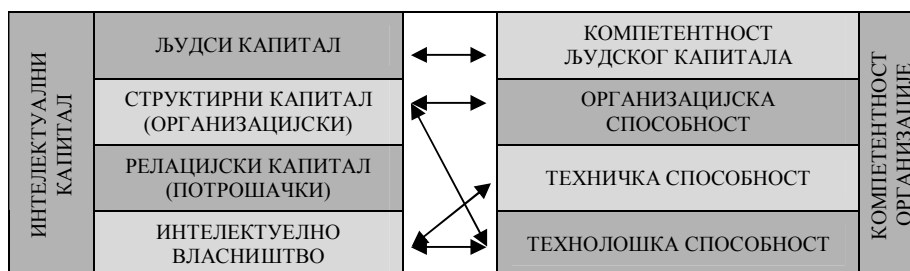 ИНТЕЛЕКТУАЛНИ
КАПИТАЛ
ЉУДСИ КАПИТАЛ
СТРУКТИРНИ КАПИТАЛ
(ОРГАНИЗАЦИЈСКИ)
РЕЛАЦИЈСКИ КАПИТАЛ
(ПОТРОШАЧКИ)
ИНТЕЛЕКТУЕЛНО
ВЛАСНИШТВО
КОМПЕТЕНТНОСТ
ЉУДСКОГ КАПИТАЛА
ОРГАНИЗАЦИЈСКА
СПОСОБНОСТ
ТЕХНИЧКА СПОСОБНОСТ
ТЕХНОЛОШКА СПОСОБНОСТ
КОМПЕТЕНТНОСТ
ОРГАНИЗАЦИЈЕ